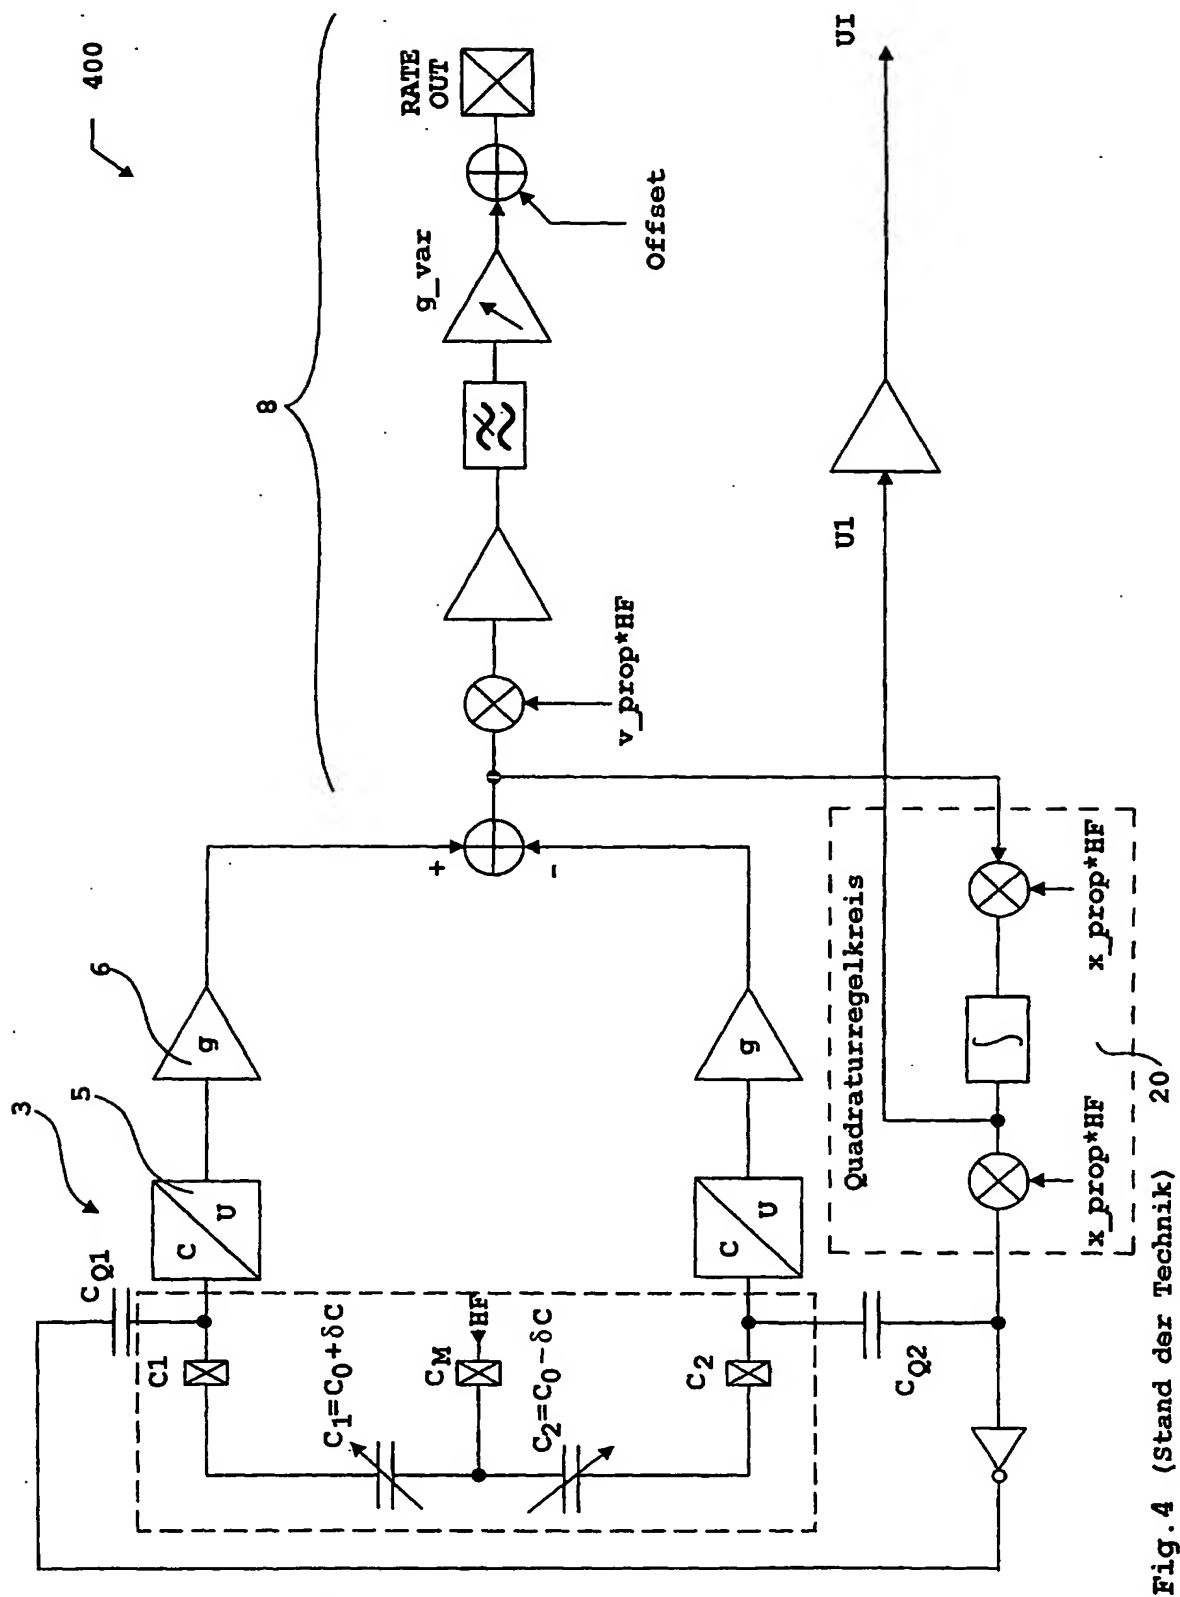 400
8
RATE
OUT
g_var
Offset
v_prop*HF
UI
U1
3
5
6
C
U
g
+
-
C
U
g
CQ1
C1
C1=C0+δC
CM
HF
C2=C0-δC
C2
CQ2
Quadraturregelkreis
x_prop*HF
∫
x_prop*HF
20
Fig.4 (Stand der Technik)